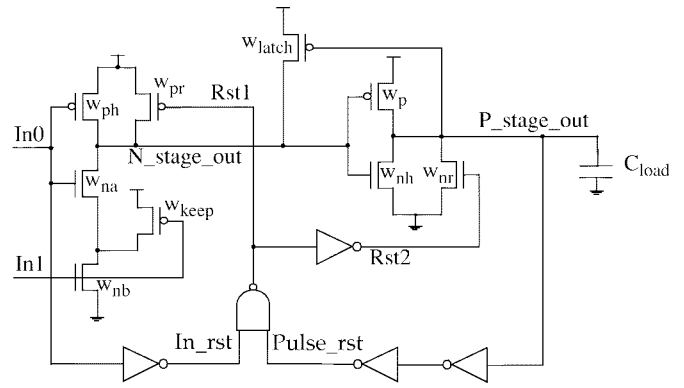 w_latch
w_pr
w_ph
Rst1
w_p
P_stage_out
In0
N_stage_out
w_na
w_nh
w_nr
C_load
w_keep
In1
Rst2
w_nb
In_rst
Pulse_rst